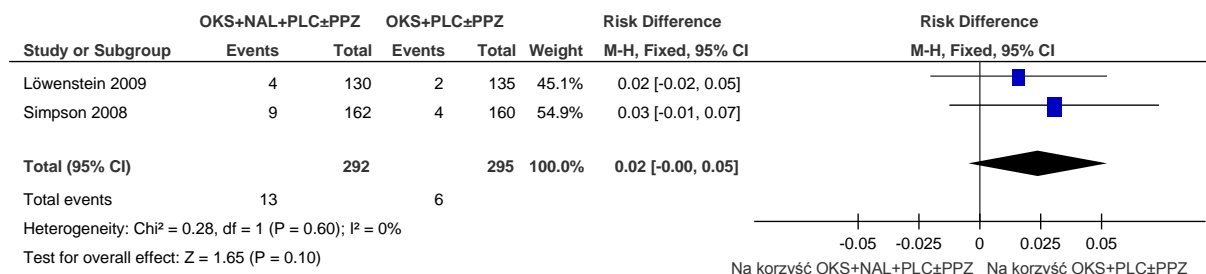 OKS+NAL+PLC±PPZ OKS+PLC±PPZ Risk Difference Risk Difference
Study or Subgroup Events Total Events Total Weight M-H, Fixed, 95% CI M-H, Fixed, 95% CI
Löwenstein 2009 4 130 2 135 45.1% 0.02 [-0.02, 0.05]
Simpson 2008 9 162 4 160 54.9% 0.03 [-0.01, 0.07]
Total (95% CI) 292 295 100.0% 0.02 [-0.00, 0.05]
Total events 13 6
Heterogeneity: Chi² = 0.28, df = 1 (P = 0.60); I² = 0%
Test for overall effect: Z = 1.65 (P = 0.10)
-0.05 -0.025 0 0.025 0.05
Na korzyść OKS+NAL+PLC±PPZ Na korzyść OKS+PLC±PPZ